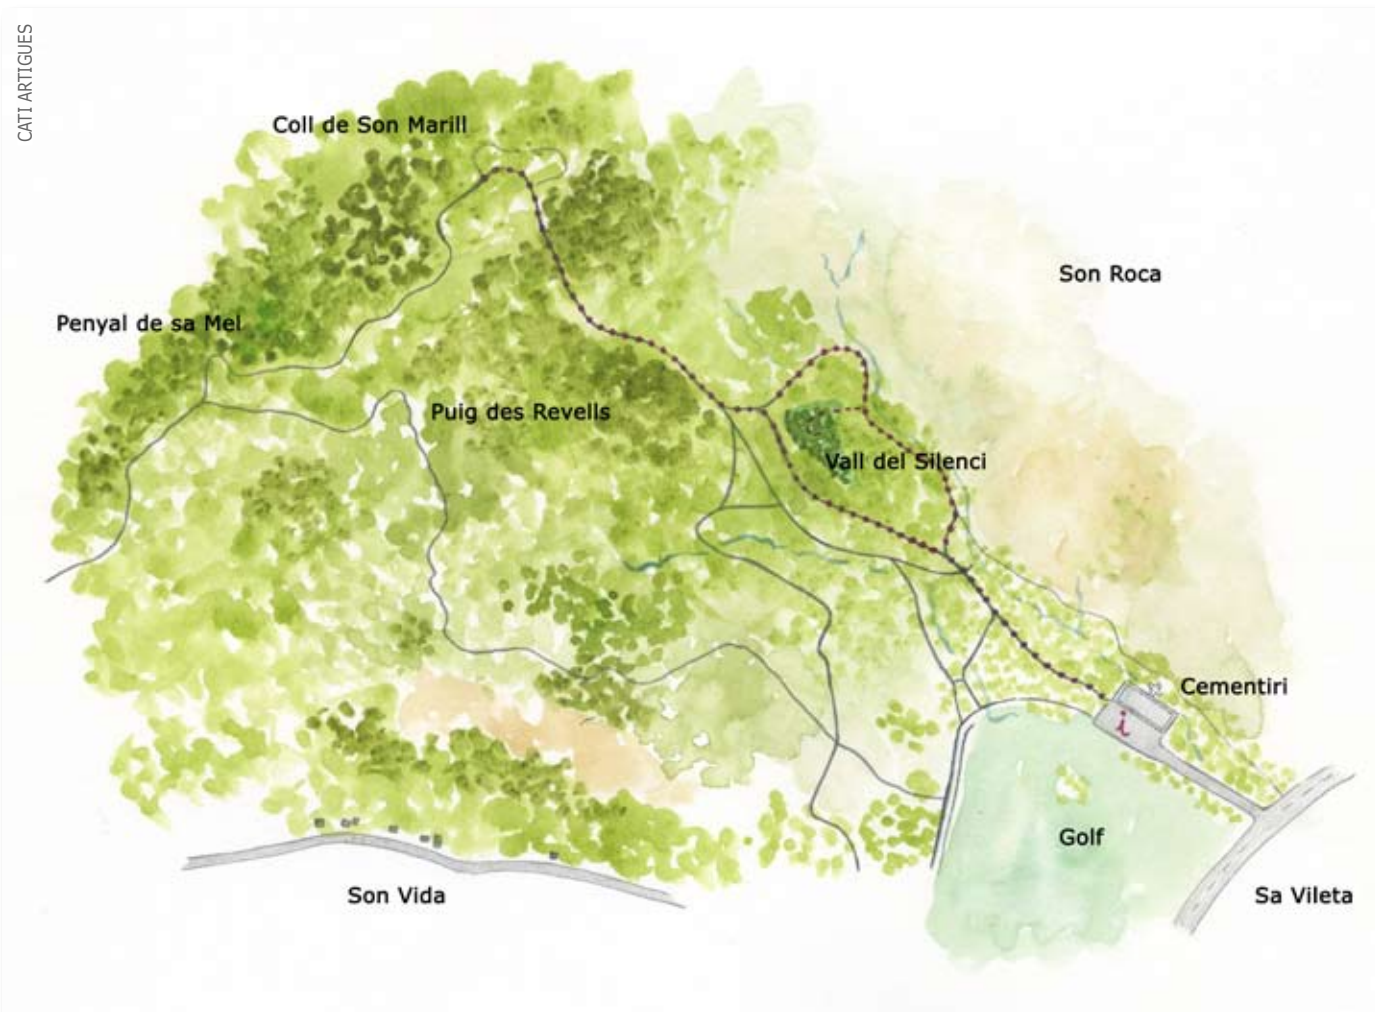 CATI ARTIGUES
Coll de Son Marill
Son Roca
Penyal de sa Mel
Puig des Revells
Vall del Silenci
Cementiri
i
Golf
Son Vida
Sa Vileta